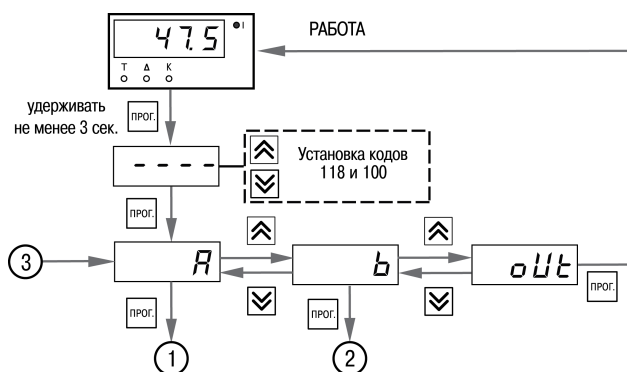 47.5
I
РАБОТА
Т Δ К
удерживать
не менее 3 сек.
ПРОГ.
- - - -
Установка кодов
118 и 100
ПРОГ.
3
A
b
oUt
ПРОГ.
ПРОГ.
ПРОГ.
1
2